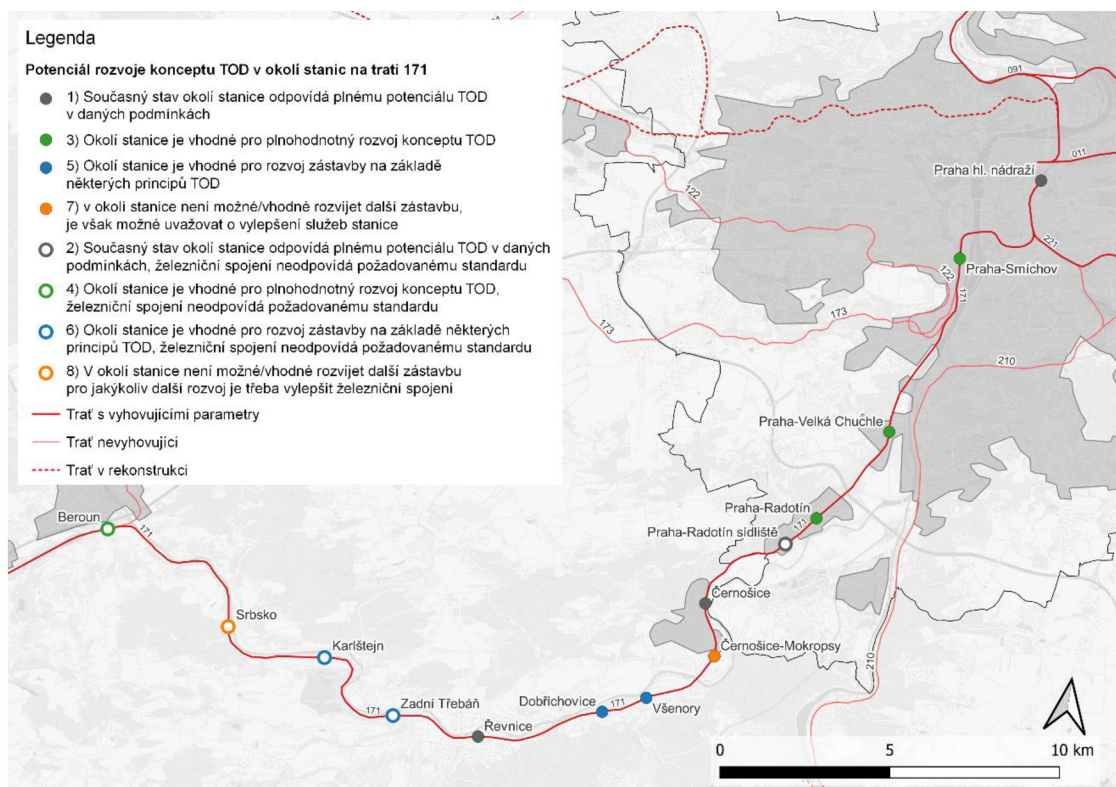 Legenda
Potenciál rozvoje konceptu TOD v okolí stanic na trati 171
1) Současný stav okolí stanice odpovídá plnému potenciálu TOD
v daných podmínkách
3) Okolí stanice je vhodné pro plnohodnotný rozvoj konceptu TOD
5) Okolí stanice je vhodné pro rozvoj zástavby na základě
některých principů TOD
7) v okolí stanice není možné/vhodné rozvíjet další zástavbu,
je však možné uvažovat o vylepšení služeb stanice
2) Současný stav okolí stanice odpovídá plnému potenciálu TOD v daných
podmínkách, železniční spojení neodpovídá požadovanému standardu
4) Okolí stanice je vhodné pro plnohodnotný rozvoj konceptu TOD,
železniční spojení neodpovídá požadovanému standardu
6) Okolí stanice je vhodné pro rozvoj zástavby na základě některých
principů TOD, železniční spojení neodpovídá požadovanému standardu
8) V okolí stanice není možné/vhodné rozvíjet další zástavbu
pro jakýkoliv další rozvoj je třeba vylepšit železniční spojení
Trať s vyhovujícími parametry
Trať nevyhovující
Trať v rekonstrukci
091
011
Praha hl. nádraží
122
221
Praha-Smíchov
122
171
173
173
210
Praha-Velká Chuchle
Praha-Radotín
171
Praha-Radotín sídliště
Beroun
171
Černošice
Srbsko
Karlštejn
Černošice-Mokropsy
210
Zadní Třebáň
171
Dobřichovice
171
Všenory
Řevnice
0 5 10 km